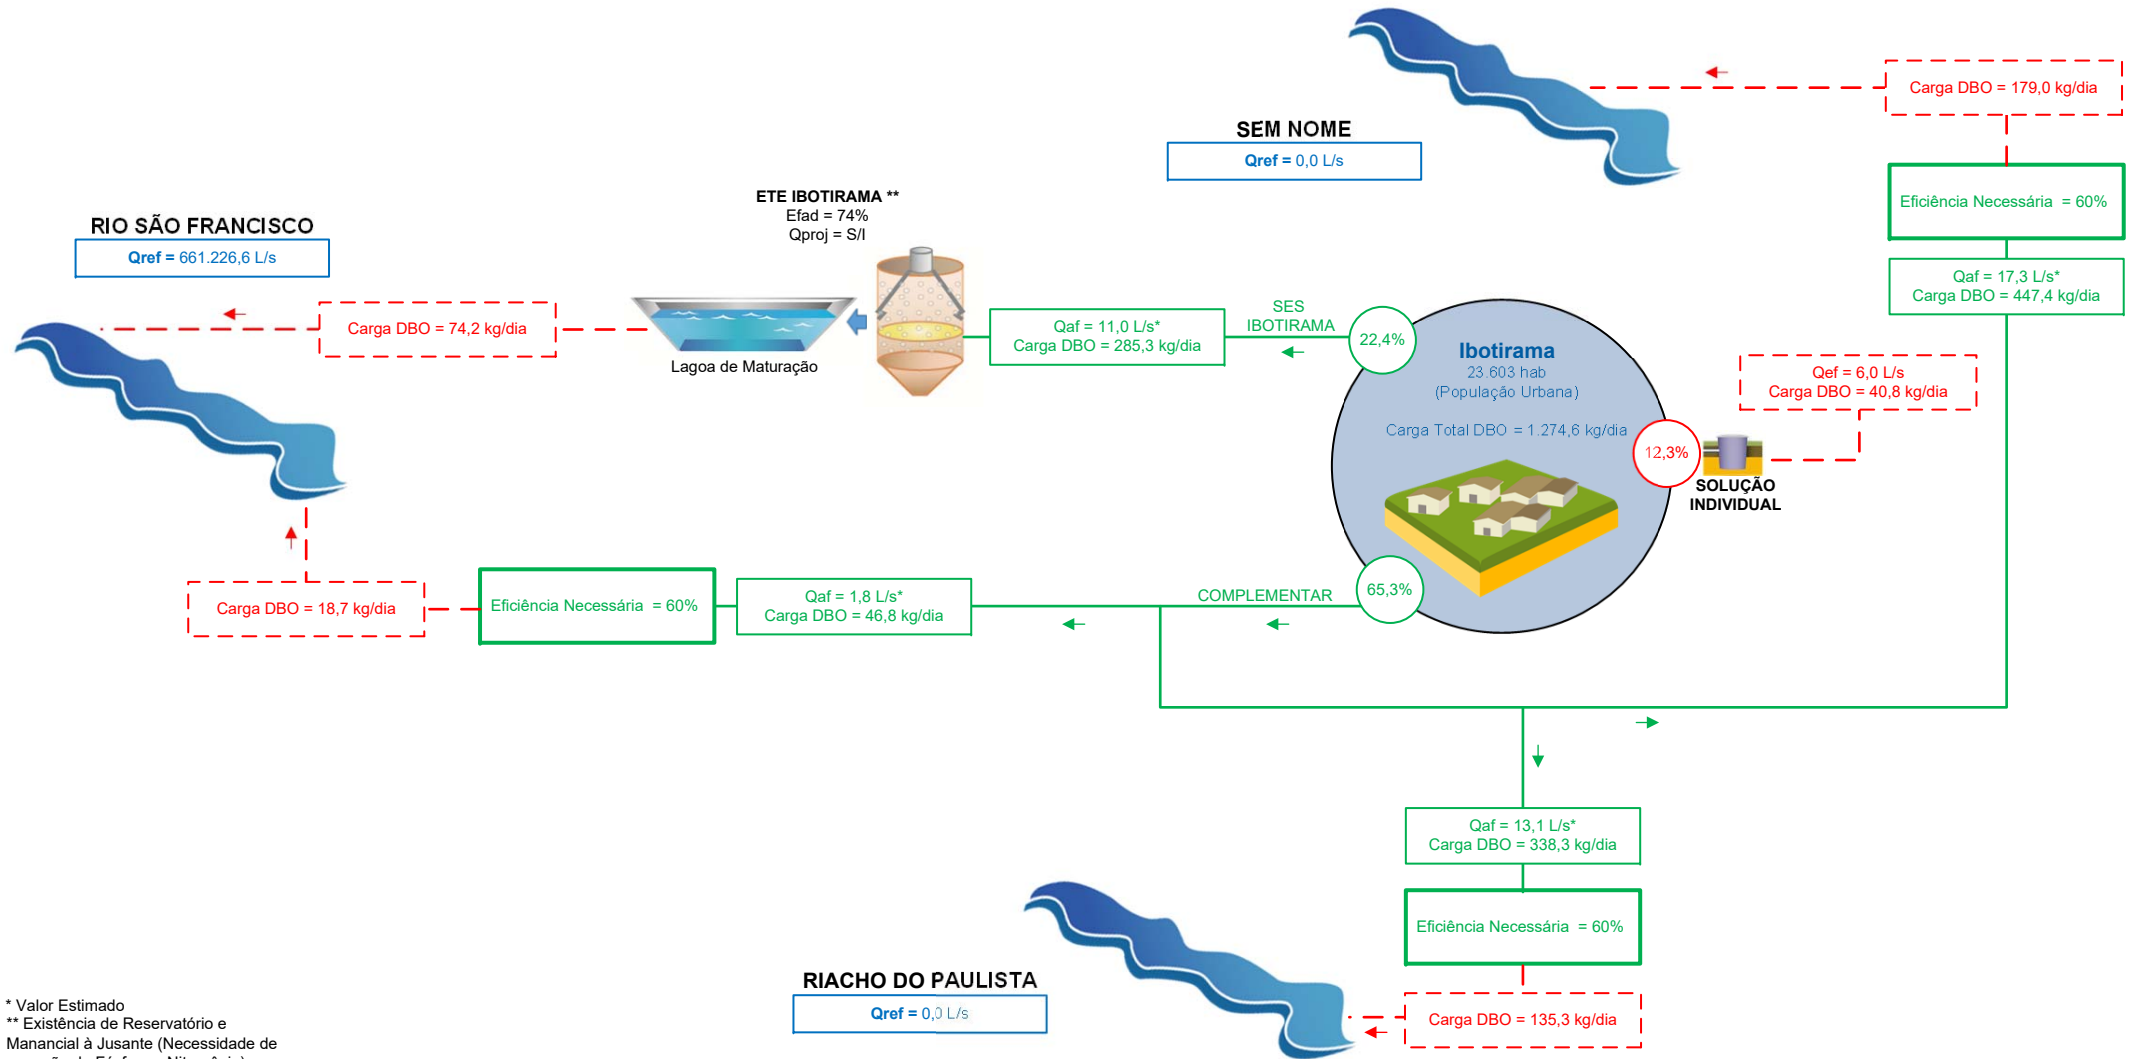 SEM NOME
Qref = 0,0 L/s
Carga DBO = 179,0 kg/dia
Eficiência Necessária = 60%
Qaf = 17,3 L/s*
Carga DBO = 447,4 kg/dia
ETE IBOTIRAMA **
Efad = 74%
Qproj = S/I
RIO SÃO FRANCISCO
Qref = 661.226,6 L/s
Carga DBO = 74,2 kg/dia
Lagoa de Maturação
Qaf = 11,0 L/s*
Carga DBO = 285,3 kg/dia
SES
IBOTIRAMA
22,4%
Ibotirama
23.603 hab
(População Urbana)
Carga Total DBO = 1.274,6 kg/dia
12,3%
SOLUÇÃO
INDIVIDUAL
Qef = 6,0 L/s
Carga DBO = 40,8 kg/dia
65,3%
COMPLEMENTAR
Qaf = 1,8 L/s*
Carga DBO = 46,8 kg/dia
Eficiência Necessária = 60%
Carga DBO = 18,7 kg/dia
Qaf = 13,1 L/s*
Carga DBO = 338,3 kg/dia
Eficiência Necessária = 60%
Carga DBO = 135,3 kg/dia
RIACHO DO PAULISTA
Qref = 0,0 L/s
* Valor Estimado
** Existência de Reservatório e
Manancial à Jusante (Necessidade de